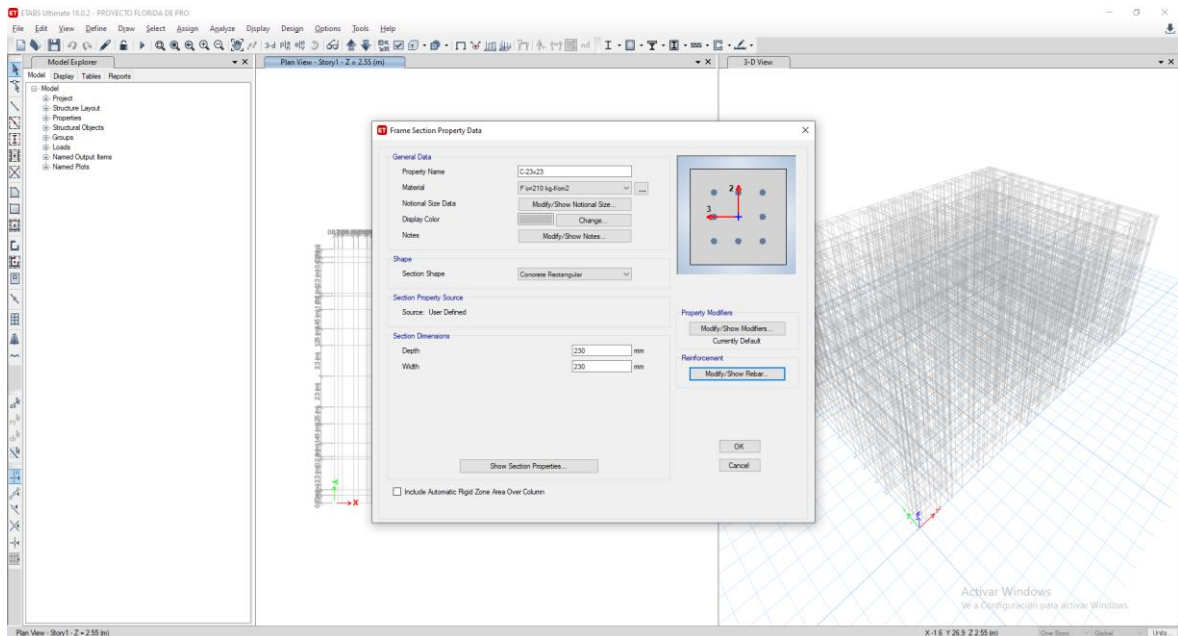 ETABS Ultimate 18.0.2 - PROYECTO FLORIDA DE PRO
File Edit View Define Draw Select Assign Analyze Display Design Options Tools Help
Model Explorer
Plan View - Story1 - Z = 2.55 (m)
3-D View
Model Display Tables Reports
Model
Project
Structure Layout
Properties
Structural Objects
Groups
Loads
Named Output Items
Named Plots
Frame Section Property Data
General Data
Property Name C-23x23
Material F'c=210 kg-f/cm2
Notional Size Data Modify/Show Notional Size...
Display Color Change...
Notes Modify/Show Notes...
Shape
Section Shape Concrete Rectangular
Section Property Source
Source: User Defined
Section Dimensions
Depth 230 mm
Width 230 mm
Show Section Properties...
Include Automatic Rigid Zone Area Over Column
2
3
Property Modifiers
Modify/Show Modifiers...
Currently Default
Reinforcement
Modify/Show Rebar...
OK
Cancel
X
Activar Windows
Ve a Configuración para activar Windows.
Plan View - Story1 - Z = 2.55 (m)
X -1.6 Y 26.9 Z 2.55 (m) One Story Global Units...